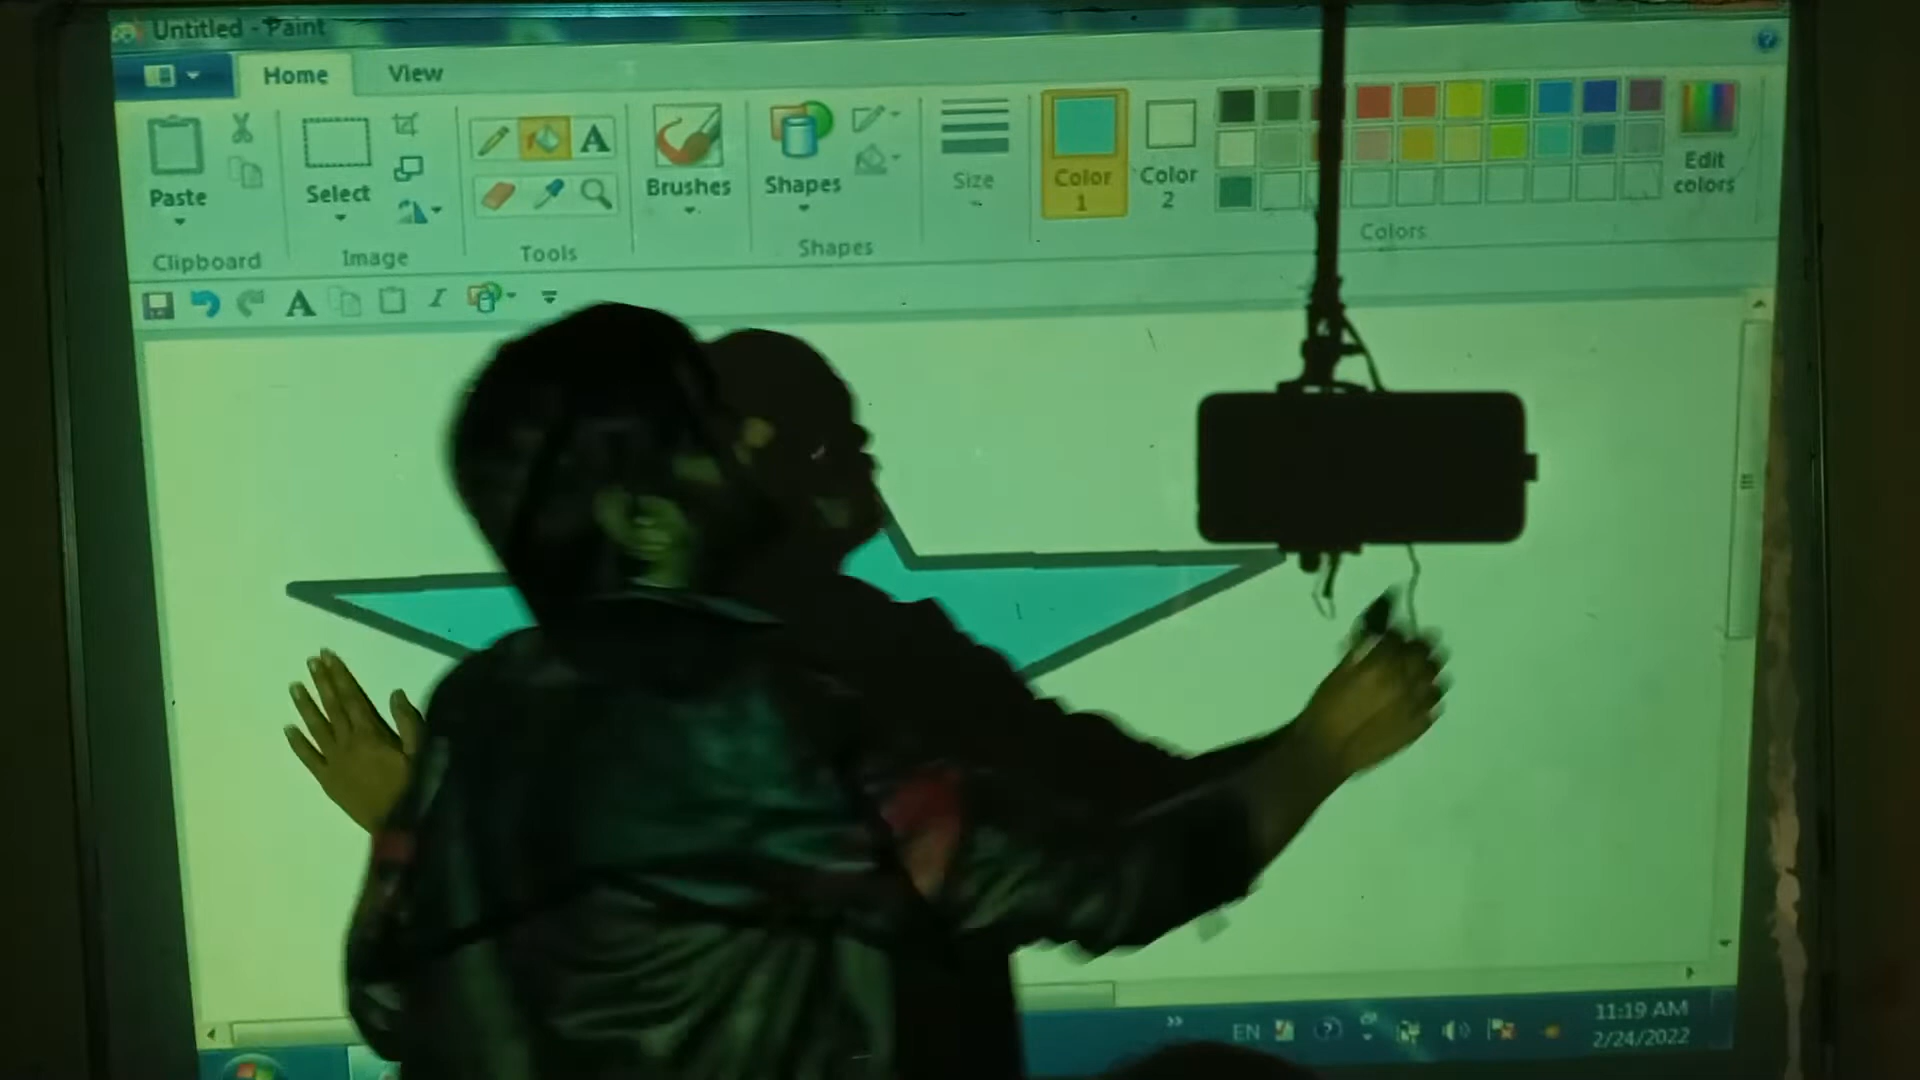 Untitled - Paint
Home View
Paste
Select
A
Brushes
Shapes
Size
Color 1
Color 2
Edit colors
Clipboard
Image
Tools
Shapes
Colors
A I
EN
11:19 AM
2/24/2022